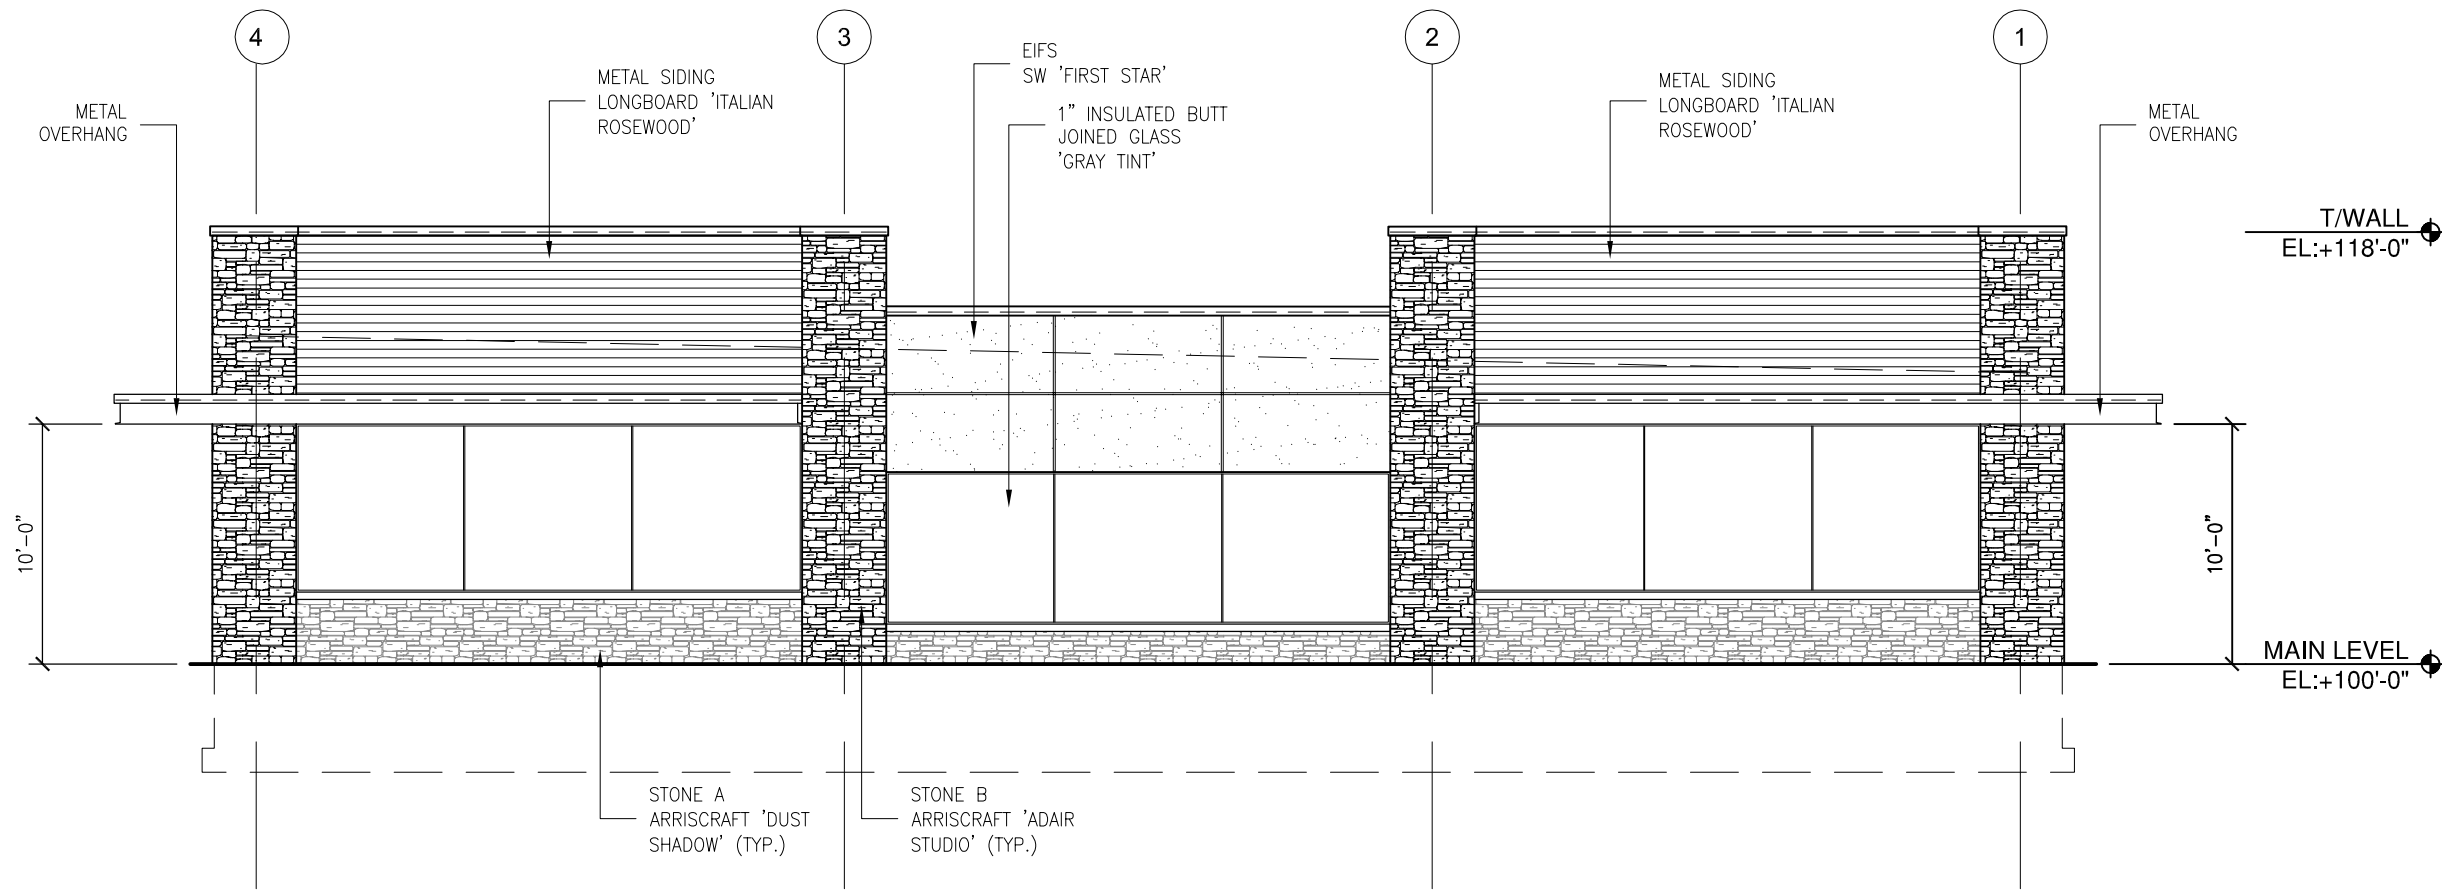 4
3
2
1
EIFS
SW 'FIRST STAR'
METAL SIDING
LONGBOARD 'ITALIAN
ROSEWOOD'
METAL SIDING
LONGBOARD 'ITALIAN
ROSEWOOD'
METAL
OVERHANG
1" INSULATED BUTT
JOINED GLASS
'GRAY TINT'
METAL
OVERHANG
T/WALL
EL:+118'-0"
10'-0"
10'-0"
MAIN LEVEL
EL:+100'-0"
STONE A
ARRISCRAFT 'DUST
SHADOW' (TYP.)
STONE B
ARRISCRAFT 'ADAIR
STUDIO' (TYP.)